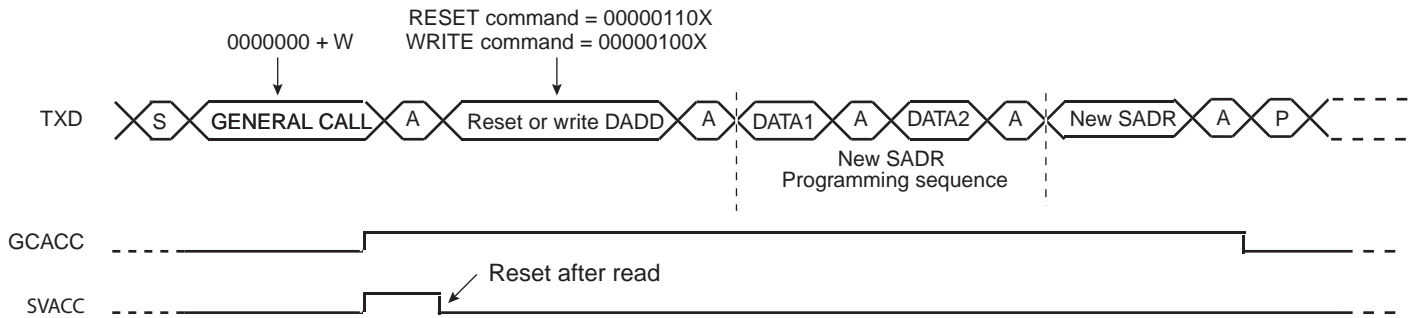 RESET command = 00000110X
0000000 + W
WRITE command = 00000100X
TXD
S
GENERAL CALL
A
Reset or write DADD
A
DATA1
A
DATA2
A
New SADR
A
P
New SADR
Programming sequence
GCACC
Reset after read
SVACC